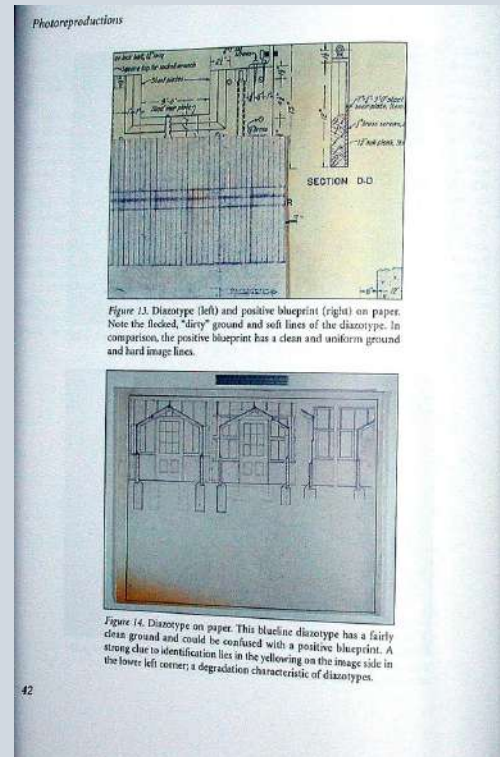 Photoreproductions
SECTION D-D
Figure 13. Diazotype (left) and positive blueprint (right) on paper.
Note the flecked, "dirty" ground and soft lines of the diazotype. In
comparison, the positive blueprint has a clean and uniform ground
and hard image lines.
Figure 14. Diazotype on paper. This blueline diazotype has a fairly
clean ground and could be confused with a positive blueprint. A
strong clue to identification lies in the yellowing on the image side in
the lower left corner; a degradation characteristic of diazotypes.
42